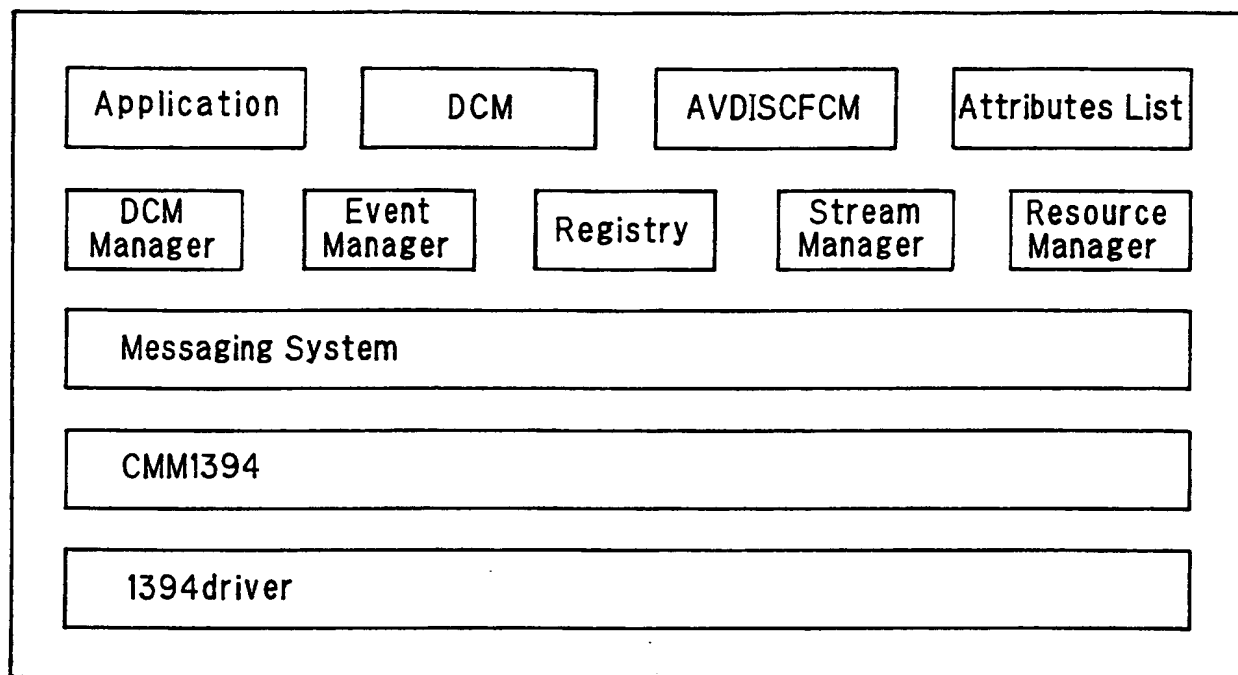 Application
DCM
AVDISCFCM
Attributes List
DCM
Manager
Event
Manager
Registry
Stream
Manager
Resource
Manager
Messaging System
CMM1394
1394driver